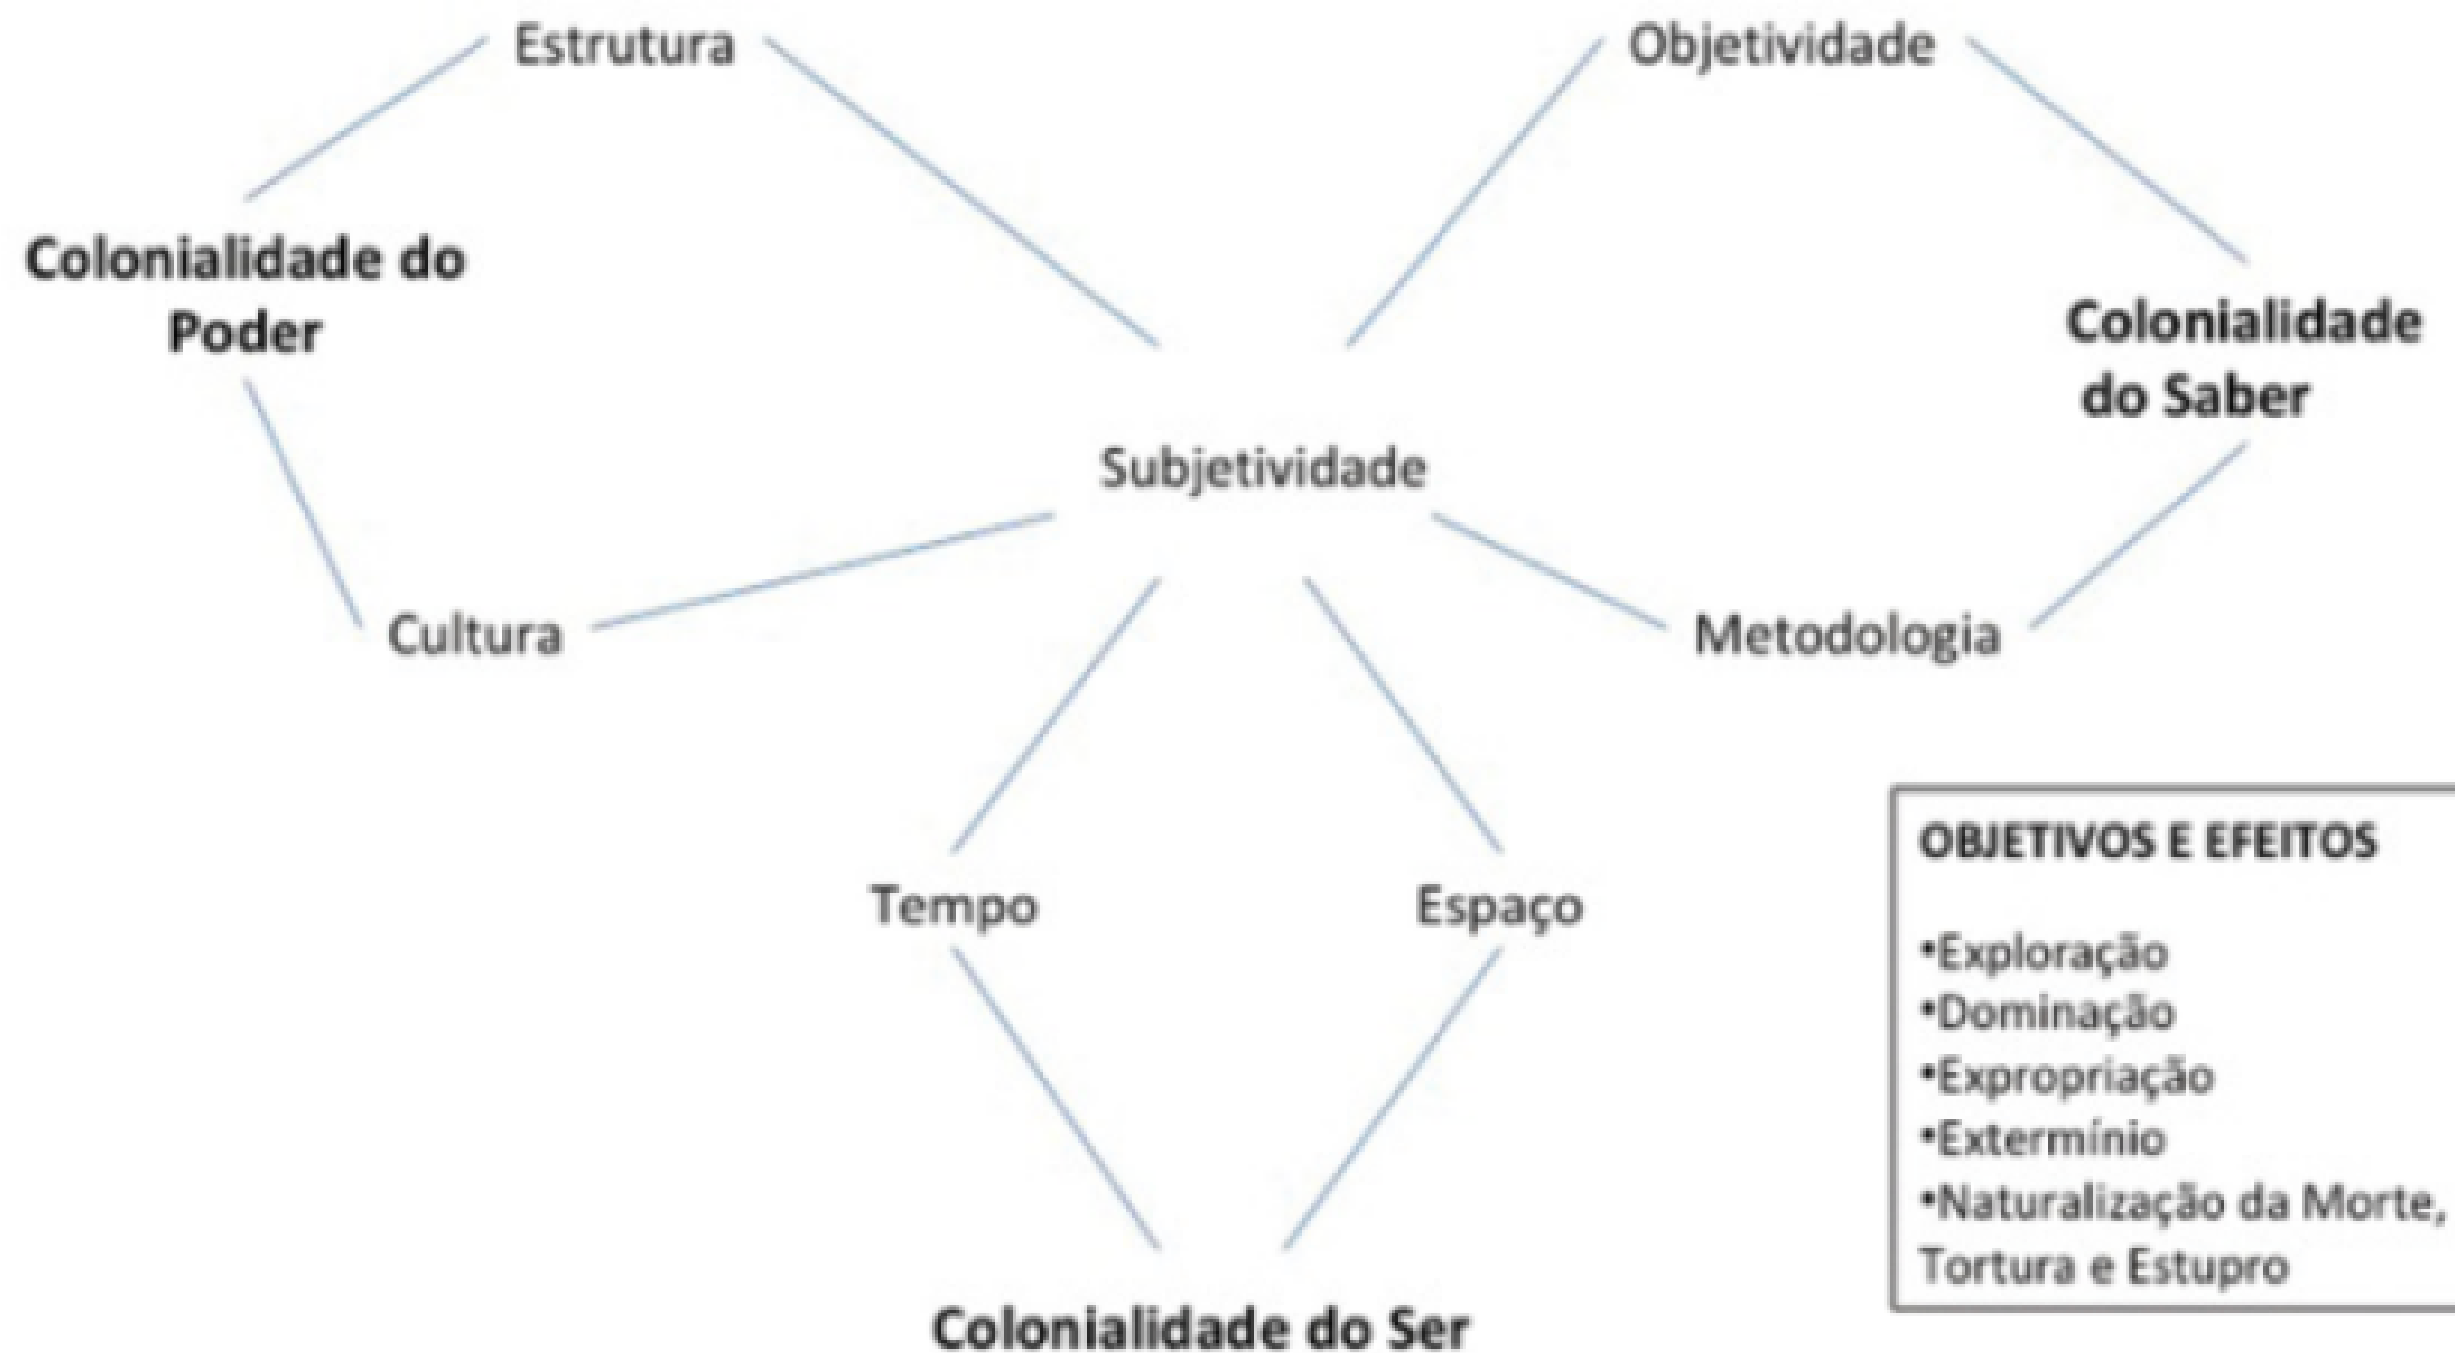 Estrutura
Objetividade
Colonialidade do
Poder
Colonialidade
do Saber
Subjetividade
Cultura
Metodologia
Tempo
Espaço
Colonialidade do Ser
OBJETIVOS E EFEITOS
•Exploração
•Dominação
•Expropriação
•Extermínio
•Naturalização da Morte,
Tortura e Estupro